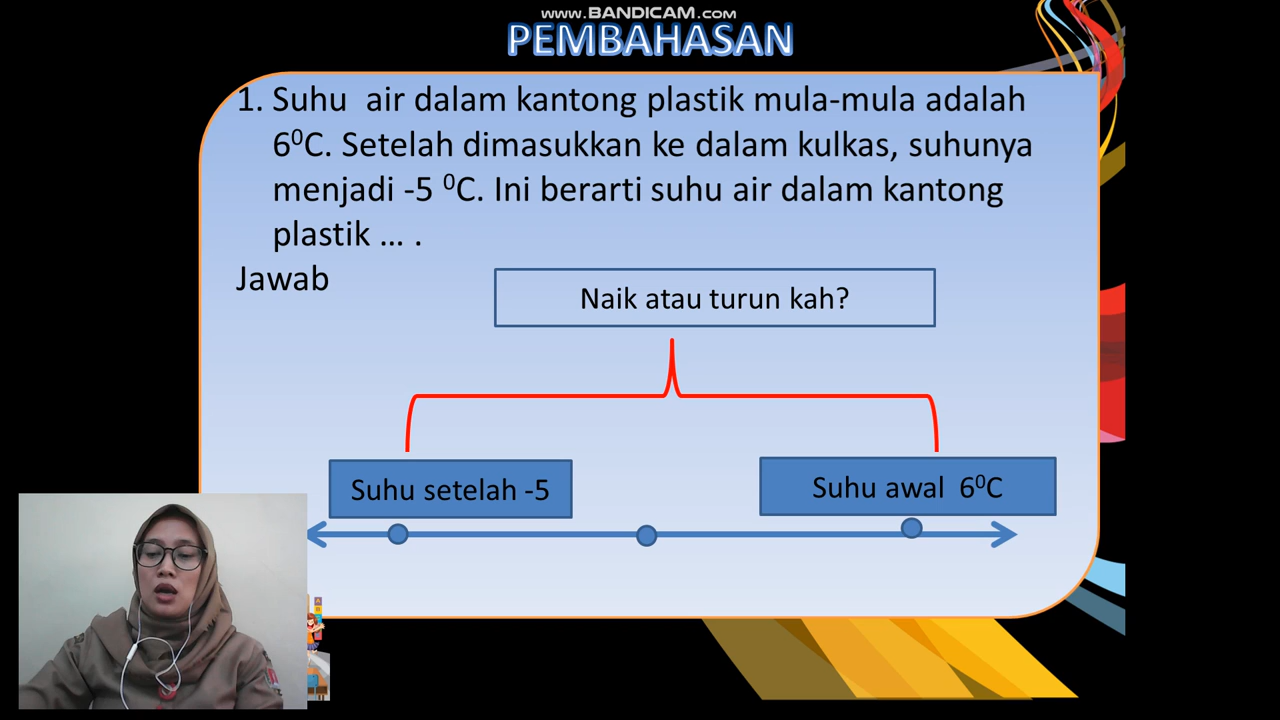 www.BANDICAM.com
PEMBAHASAN
1. Suhu air dalam kantong plastik mula-mula adalah
6⁰C. Setelah dimasukkan ke dalam kulkas, suhunya
menjadi -5 ⁰C. Ini berarti suhu air dalam kantong
plastik ... .
Jawab
Naik atau turun kah?
Suhu setelah -5
Suhu awal 6⁰C